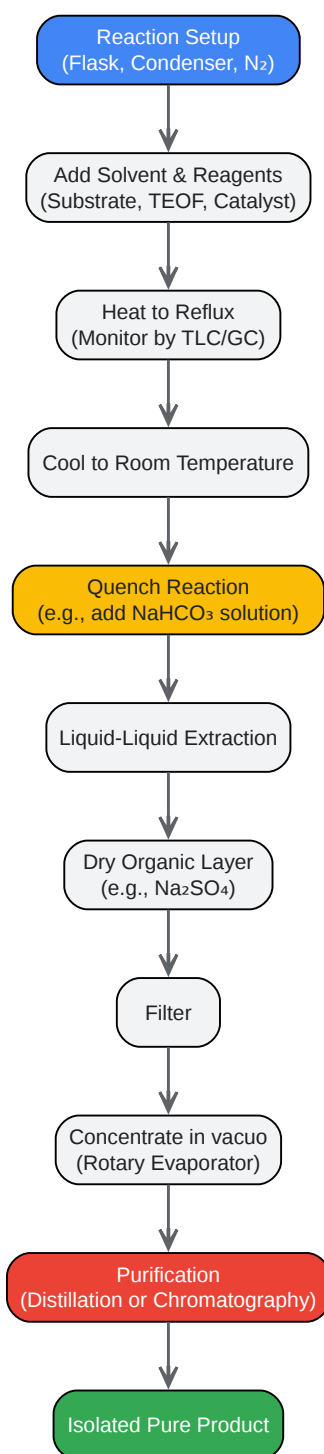 Reaction Setup
(Flask, Condenser, N₂)
Add Solvent & Reagents
(Substrate, TEOF, Catalyst)
Heat to Reflux
(Monitor by TLC/GC)
Cool to Room Temperature
Quench Reaction
(e.g., add NaHCO₃ solution)
Liquid-Liquid Extraction
Dry Organic Layer
(e.g., Na₂SO₄)
Filter
Concentrate in vacuo
(Rotary Evaporator)
Purification
(Distillation or Chromatography)
Isolated Pure Product